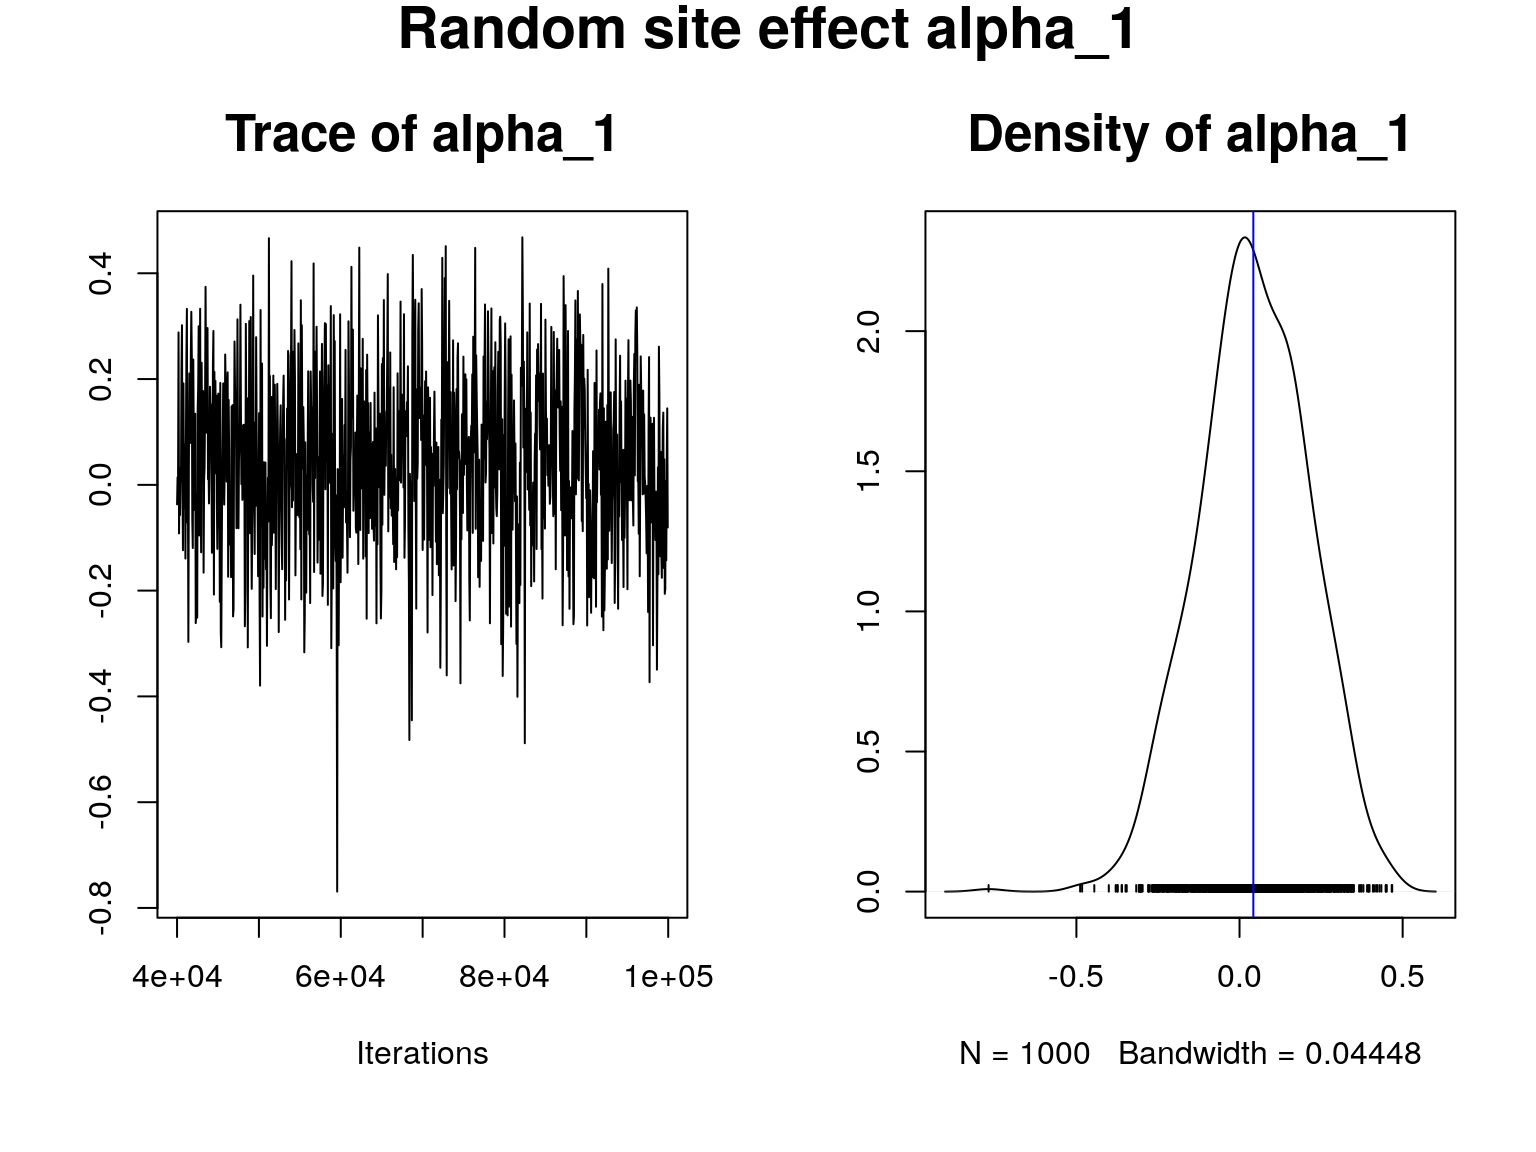 Random site effect alpha_1
Trace of alpha_1
0.4
0.2
0.0
-0.2
-0.4
-0.6
-0.8
4e+04 6e+04 8e+04 1e+05
Iterations
Density of alpha_1
2.0
1.5
1.0
0.5
0.0
-0.5 0.0 0.5
N = 1000 Bandwidth = 0.04448